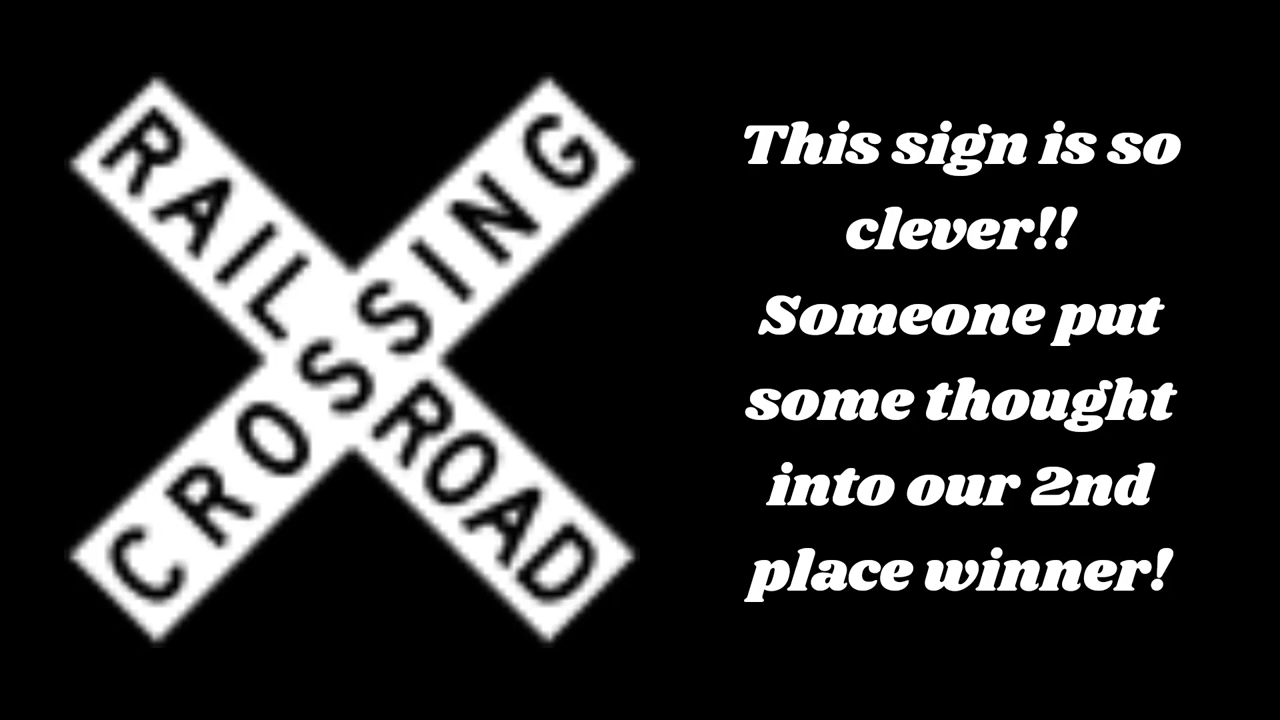 RAIL ROAD
CROSSING
This sign is so
clever!!
Someone put
some thought
into our 2nd
place winner!